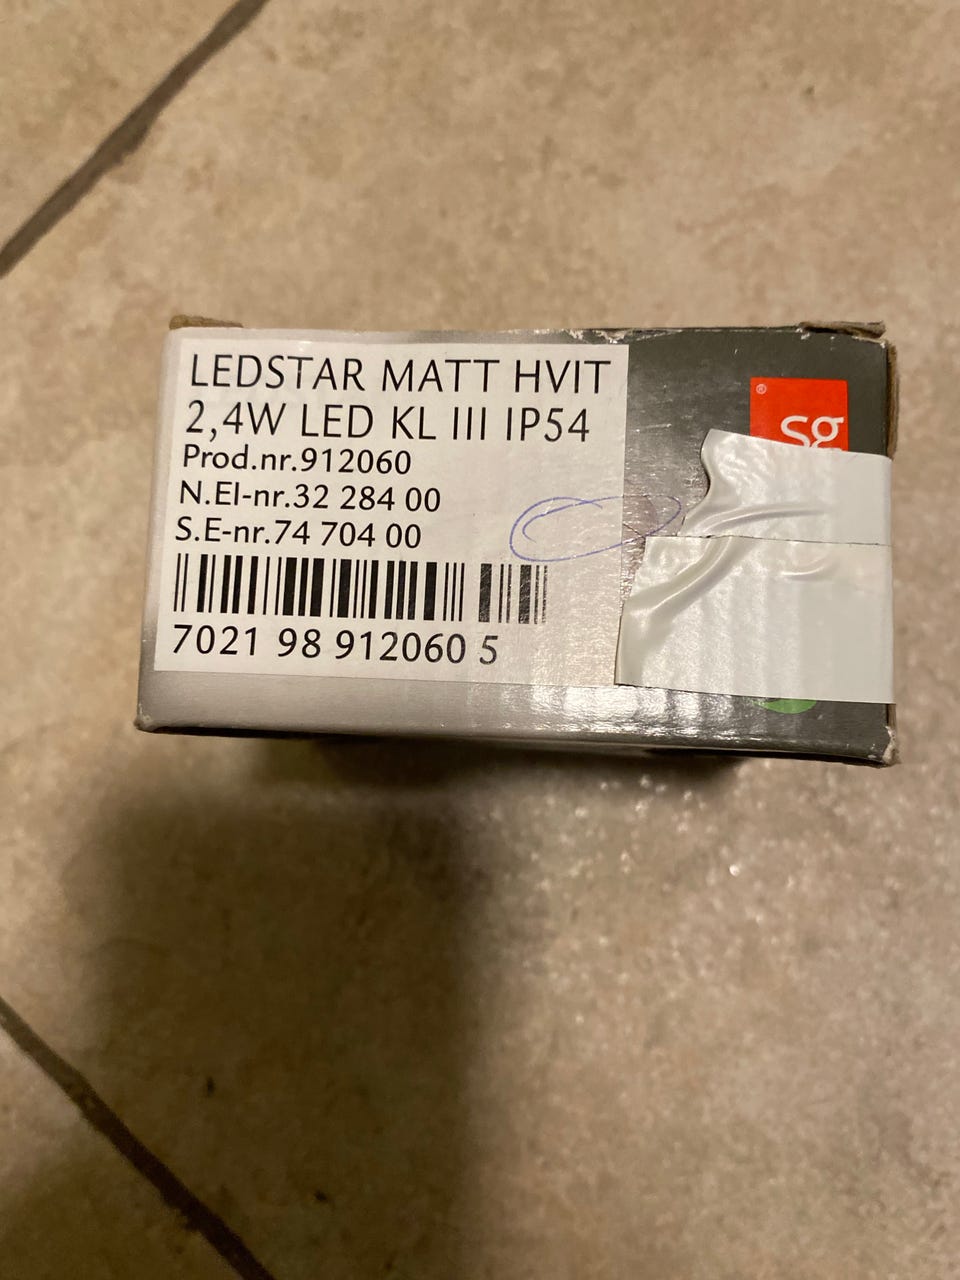 LEDSTAR MATT HVIT
2,4W LED KL III IP54
Prod.nr.912060
N.El-nr.32 284 00
S.E-nr.74 704 00
7021 98 912060 5
®
sg